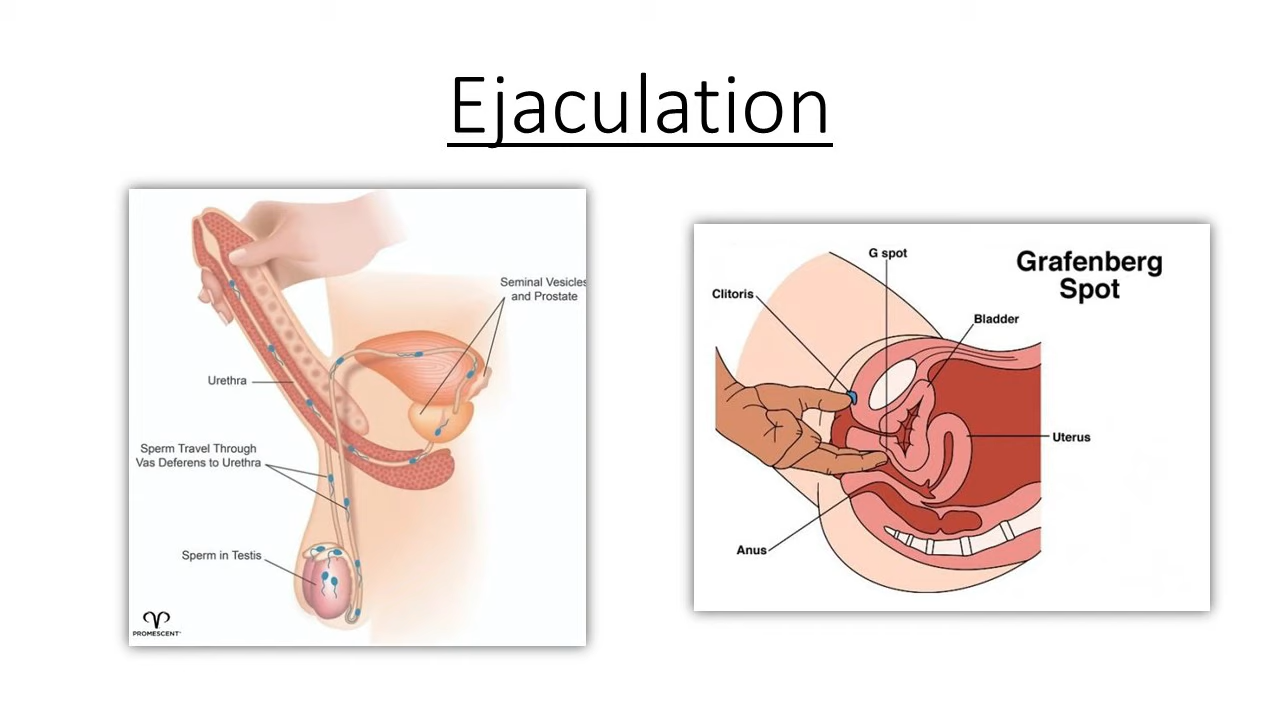 Ejaculation
Seminal Vesicles
and Prostate
Urethra
Sperm Travel Through
Vas Deferens to Urethra
Sperm in Testis
PROMESCENT
Grafenberg
Spot
G spot
Clitoris
Bladder
Uterus
Anus